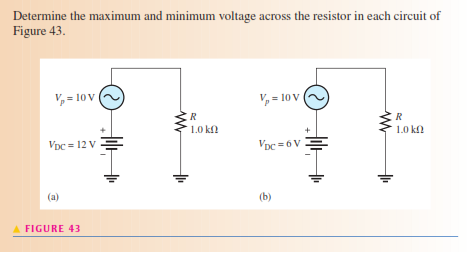 Determine the maximum and minimum voltage across the resistor in each circuit of
Figure 43.
Vp = 10 V
R
1.0 kΩ
+
VDC = 12 V
–
(a)
Vp = 10 V
R
1.0 kΩ
+
VDC = 6 V
–
(b)
▲ FIGURE 43